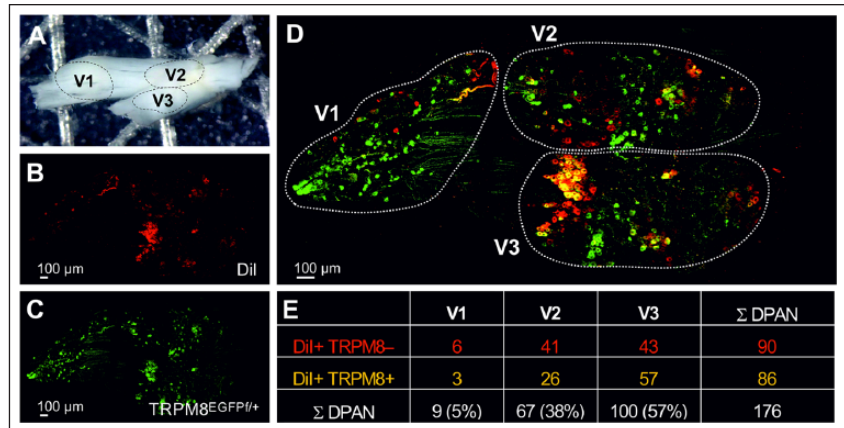 A
V1
V2
V3
B
100 µm
DiI
C
100 µm
TRPM8EGFPf/+
D
V1
V2
V3
100 µm
E V1 V2 V3 Σ DPAN
DiI+ TRPM8– 6 41 43 90
DiI+ TRPM8+ 3 26 57 86
Σ DPAN 9 (5%) 67 (38%) 100 (57%) 176